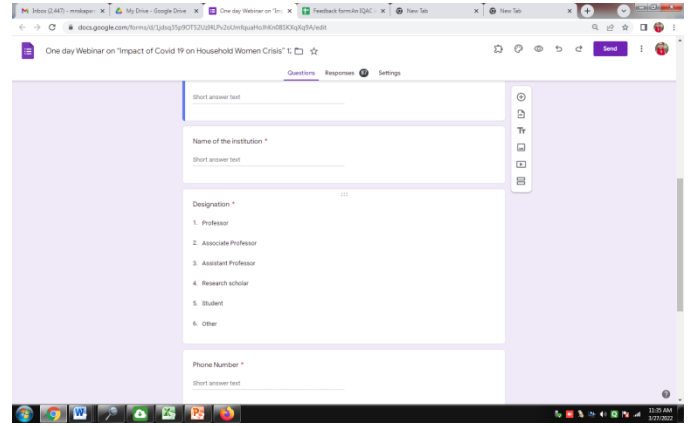 Inbox (2,447) - mnskape
My Drive - Google Drive
One day Webinar on "Im
Feedback form An IQAC -
New Tab
New Tab
docs.google.com/forms/d/
/edit
One day Webinar on "Impact of Covid 19 on Household Women Crisis" 1
Send
Questions
Responses
Settings
Short answer text
Name of the institution *
Short answer text
Designation *
1. Professor
2. Associate Professor
3. Assistant Professor
4. Research scholar
5. Student
6. Other
Phone Number *
Short answer text
11:35 AM
3/27/2022